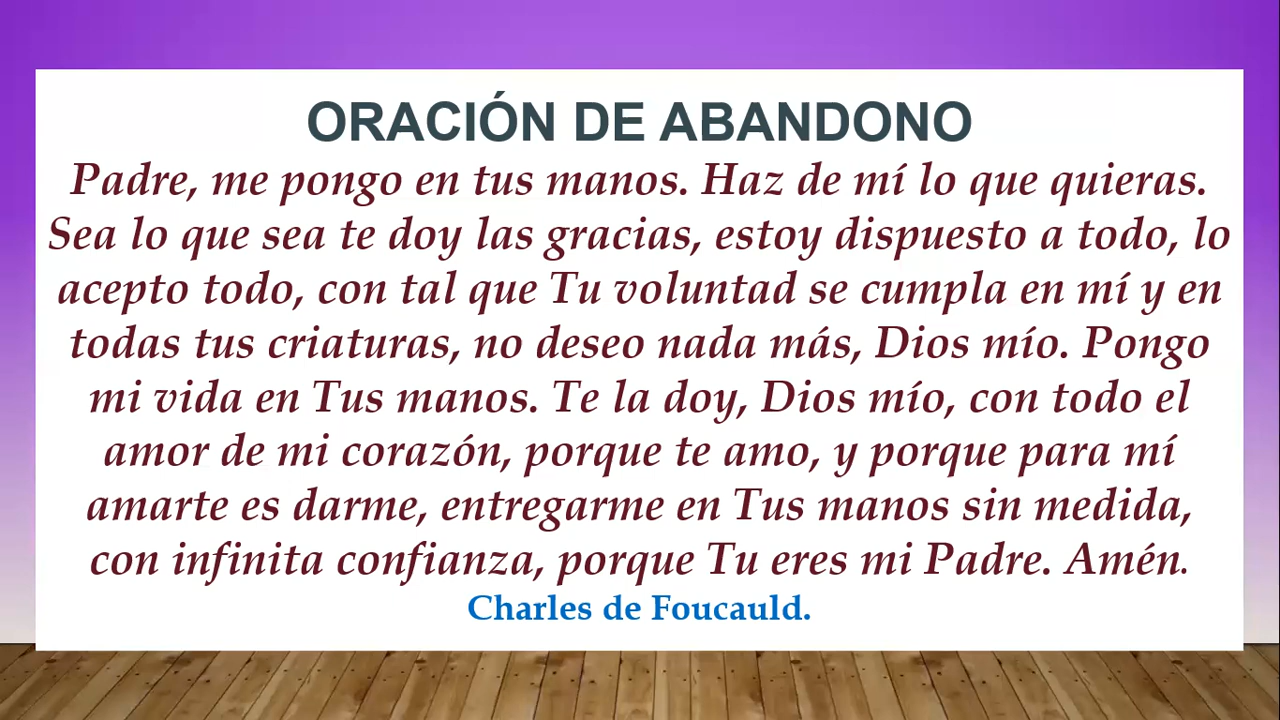 ORACIÓN DE ABANDONO
Padre, me pongo en tus manos. Haz de mí lo que quieras.
Sea lo que sea te doy las gracias, estoy dispuesto a todo, lo
acepto todo, con tal que Tu voluntad se cumpla en mí y en
todas tus criaturas, no deseo nada más, Dios mío. Pongo
mi vida en Tus manos. Te la doy, Dios mío, con todo el
amor de mi corazón, porque te amo, y porque para mí
amarte es darme, entregarme en Tus manos sin medida,
con infinita confianza, porque Tu eres mi Padre. Amén.
Charles de Foucauld.